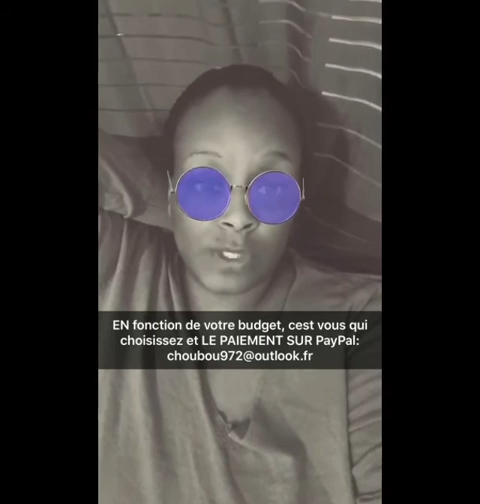 EN fonction de votre budget, cest vous qui
choisissez et LE PAIEMENT SUR PayPal:
choubou972@outlook.fr